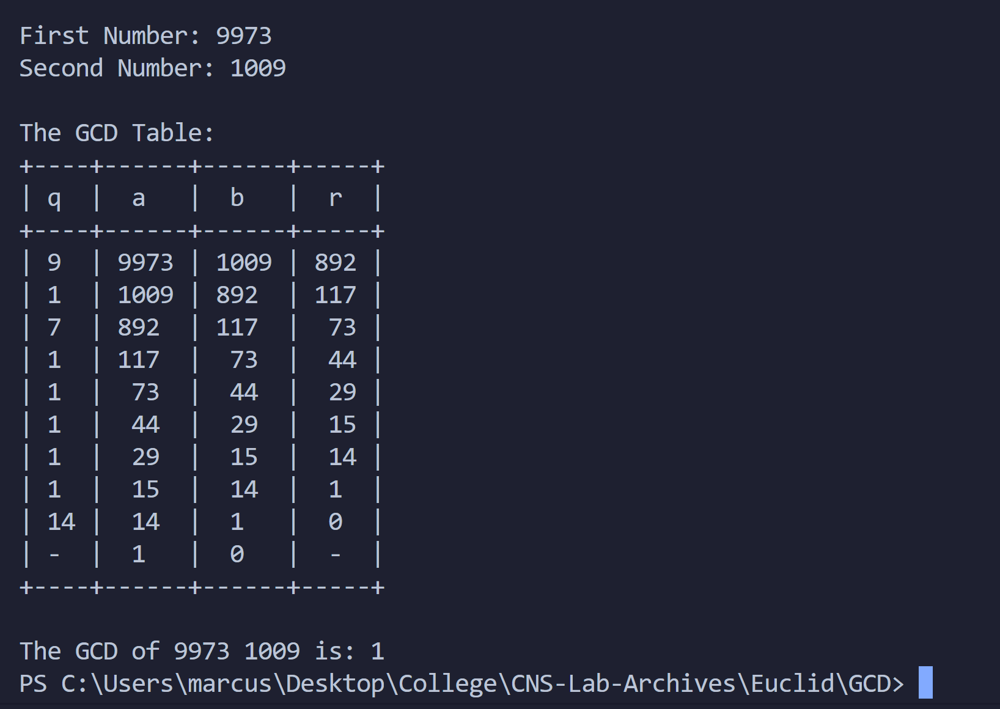 First Number: 9973
Second Number: 1009
The GCD Table:
+----+------+------+-----+
| q  |  a   |  b   |  r  |
+----+------+------+-----+
| 9  | 9973 | 1009 | 892 |
| 1  | 1009 | 892  | 117 |
| 7  | 892  | 117  |  73 |
| 1  | 117  |  73  |  44 |
| 1  |  73  |  44  |  29 |
| 1  |  44  |  29  |  15 |
| 1  |  29  |  15  |  14 |
| 1  |  15  |  14  |  1  |
| 14 |  14  |  1   |  0  |
| -  |  1   |  0   |  -  |
+----+------+------+-----+
The GCD of 9973 1009 is: 1
PS C:\Users\marcus\Desktop\College\CNS-Lab-Archives\Euclid\GCD>